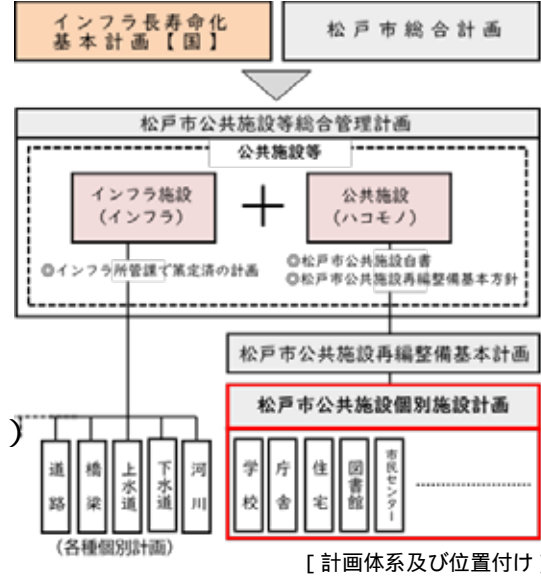 インフラ長寿命化
基本計画【国】
松戸市総合計画
松戸市公共施設等総合管理計画
公共施設等
インフラ施設
(インフラ)
公共施設
(ハコモノ)
◎インフラ所管課で策定済の計画
◎松戸市公共施設白書
◎松戸市公共施設再編整備基本方針
松戸市公共施設再編整備基本計画
松戸市公共施設個別施設計画
)
道路
橋梁
上水道
下水道
河川
学校
庁舎
住宅
図書館
市民センター
(各種個別計画)
[計画体系及び位置付け]